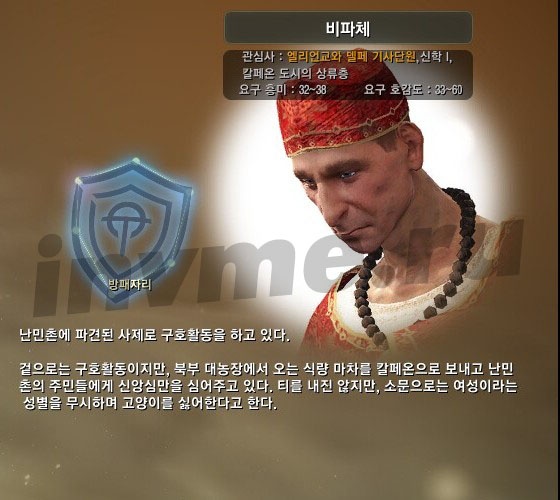 비파체
관심사 : 엘리언교와 델페 기사단원,신학 I,
칼페온 도시의 상류층
요구 흥미 : 32~38 요구 호감도 : 33~60
방패자리
invme.ru
난민촌에 파견된 사제로 구호활동을 하고 있다.
겉으로는 구호활동이지만, 북부 대농장에서 오는 식량 마차를 칼페온으로 보내고 난민
촌의 주민들에게 신앙심만을 심어주고 있다. 티를 내진 않지만, 소문으로는 여성이라는
성별을 무시하며 고양이를 싫어한다고 한다.